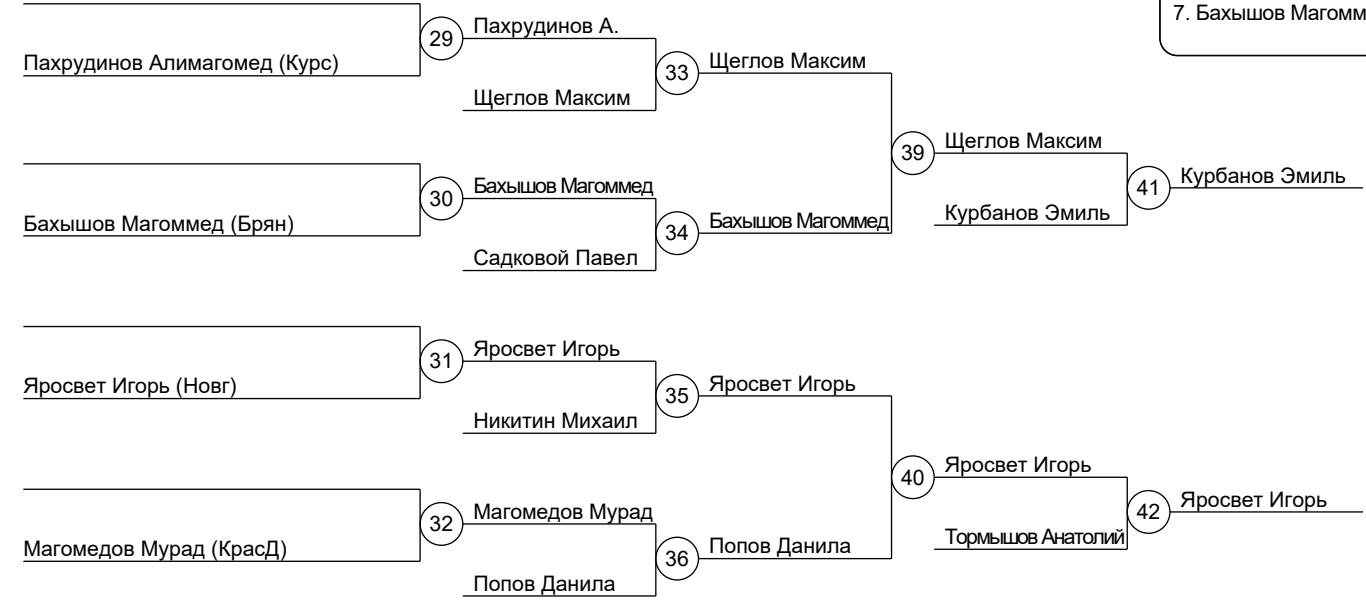 7. Бахышов Магомм
Пахрудинов А.
29
Пахрудинов Алимагомед (Курс)
Щеглов Максим
33
Щеглов Максим
Щеглов Максим
39
Бахышов Магоммед
30
Курбанов Эмиль
41
Курбанов Эмиль
Бахышов Магоммед (Брян)
Бахышов Магоммед
34
Садковой Павел
Яросвет Игорь
31
Яросвет Игорь (Новг)
Яросвет Игорь
35
Никитин Михаил
Яросвет Игорь
40
Яросвет Игорь
42
Магомедов Мурад
32
Тормышов Анатолий
Магомедов Мурад (КрасД)
Попов Данила
36
Попов Данила